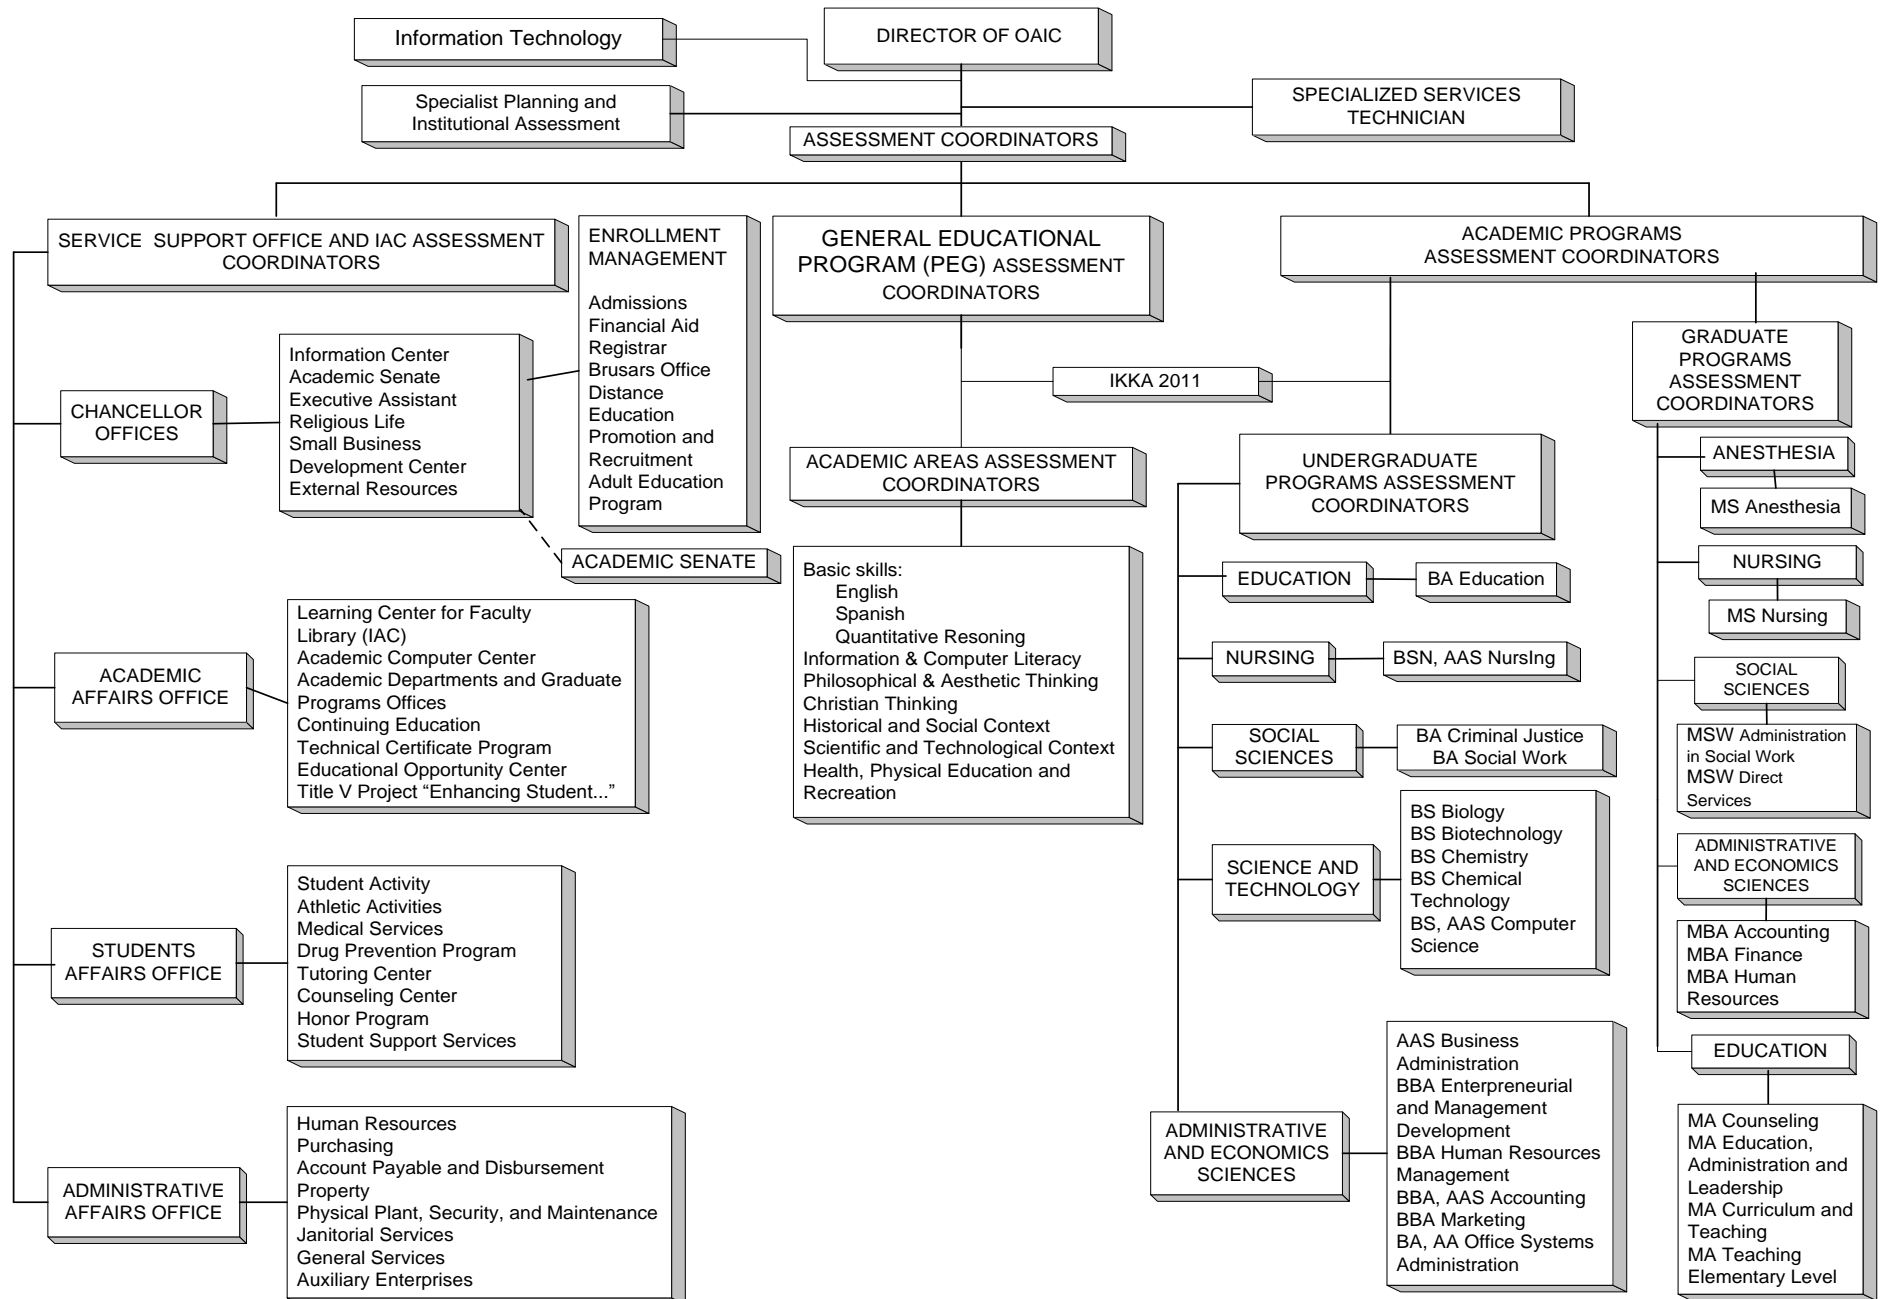 Information Technology
DIRECTOR OF OAIC
Specialist Planning and
Institutional Assessment
SPECIALIZED SERVICES
TECHNICIAN
ASSESSMENT COORDINATORS
SERVICE SUPPORT OFFICE AND IAC ASSESSMENT
COORDINATORS
CHANCELLOR
OFFICES
Information Center
Academic Senate
Executive Assistant
Religious Life
Small Business
Development Center
External Resources
ENROLLMENT
MANAGEMENT
Admissions
Financial Aid
Registrar
Brusars Office
Distance
Education
Promotion and
Recruitment
Adult Education
Program
ACADEMIC SENATE
ACADEMIC
AFFAIRS OFFICE
Learning Center for Faculty
Library (IAC)
Academic Computer Center
Academic Departments and Graduate
Programs Offices
Continuing Education
Technical Certificate Program
Educational Opportunity Center
Title V Project “Enhancing Student...”
STUDENTS
AFFAIRS OFFICE
Student Activity
Athletic Activities
Medical Services
Drug Prevention Program
Tutoring Center
Counseling Center
Honor Program
Student Support Services
ADMINISTRATIVE
AFFAIRS OFFICE
Human Resources
Purchasing
Account Payable and Disbursement
Property
Physical Plant, Security, and Maintenance
Janitorial Services
General Services
Auxiliary Enterprises
GENERAL EDUCATIONAL
PROGRAM (PEG) ASSESSMENT
COORDINATORS
IKKA 2011
ACADEMIC AREAS ASSESSMENT
COORDINATORS
Basic skills:
English
Spanish
Quantitative Resoning
Information & Computer Literacy
Philosophical & Aesthetic Thinking
Christian Thinking
Historical and Social Context
Scientific and Technological Context
Health, Physical Education and
Recreation
ACADEMIC PROGRAMS
ASSESSMENT COORDINATORS
UNDERGRADUATE
PROGRAMS ASSESSMENT
COORDINATORS
EDUCATION
BA Education
NURSING
BSN, AAS NursIng
SOCIAL
SCIENCES
BA Criminal Justice
BA Social Work
SCIENCE AND
TECHNOLOGY
BS Biology
BS Biotechnology
BS Chemistry
BS Chemical
Technology
BS, AAS Computer
Science
ADMINISTRATIVE
AND ECONOMICS
SCIENCES
AAS Business
Administration
BBA Enterpreneurial
and Management
Development
BBA Human Resources
Management
BBA, AAS Accounting
BBA Marketing
BA, AA Office Systems
Administration
GRADUATE
PROGRAMS
ASSESSMENT
COORDINATORS
ANESTHESIA
MS Anesthesia
NURSING
MS Nursing
SOCIAL
SCIENCES
MSW Administration
in Social Work
MSW Direct
Services
ADMINISTRATIVE
AND ECONOMICS
SCIENCES
MBA Accounting
MBA Finance
MBA Human
Resources
EDUCATION
MA Counseling
MA Education,
Administration and
Leadership
MA Curriculum and
Teaching
MA Teaching
Elementary Level